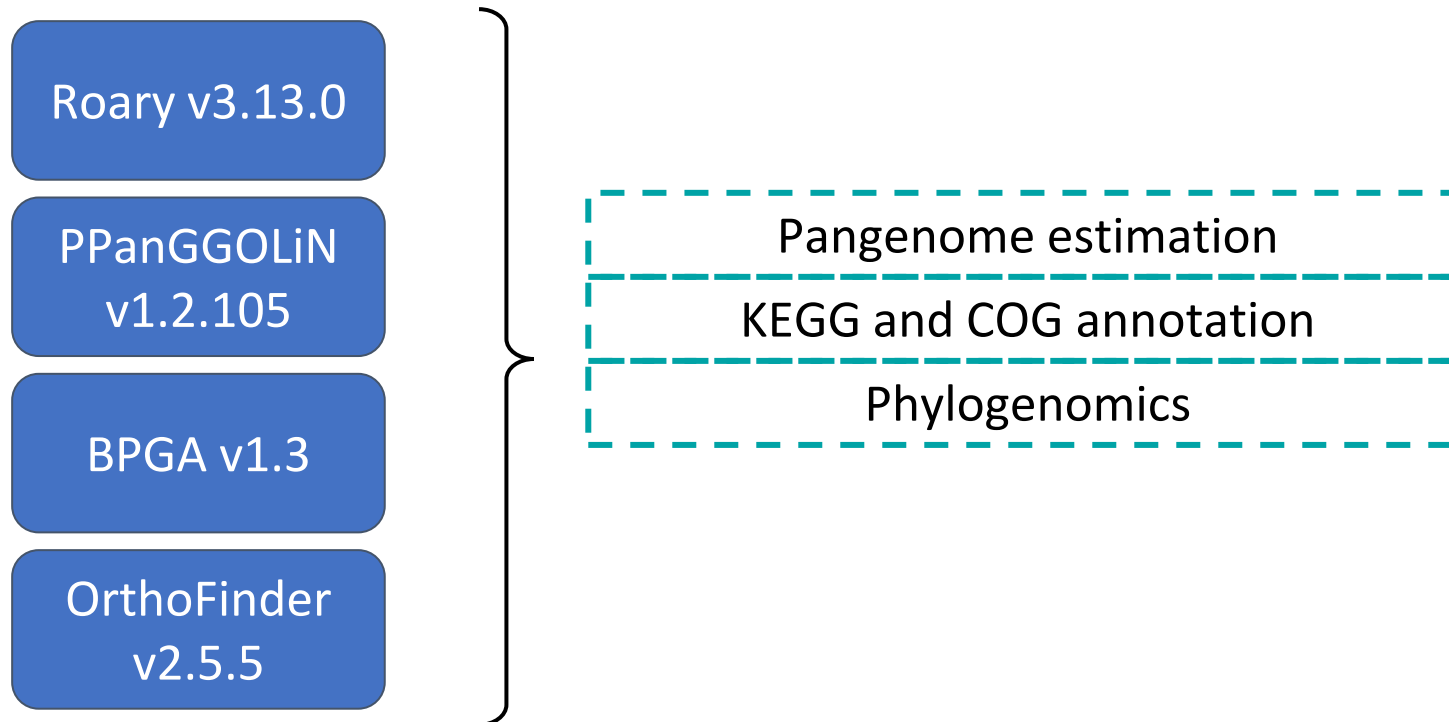 Roary v3.13.0
PPanGGOLiN
v1.2.105
BPGA v1.3
OrthoFinder
v2.5.5
Pangenome estimation
KEGG and COG annotation
Phylogenomics